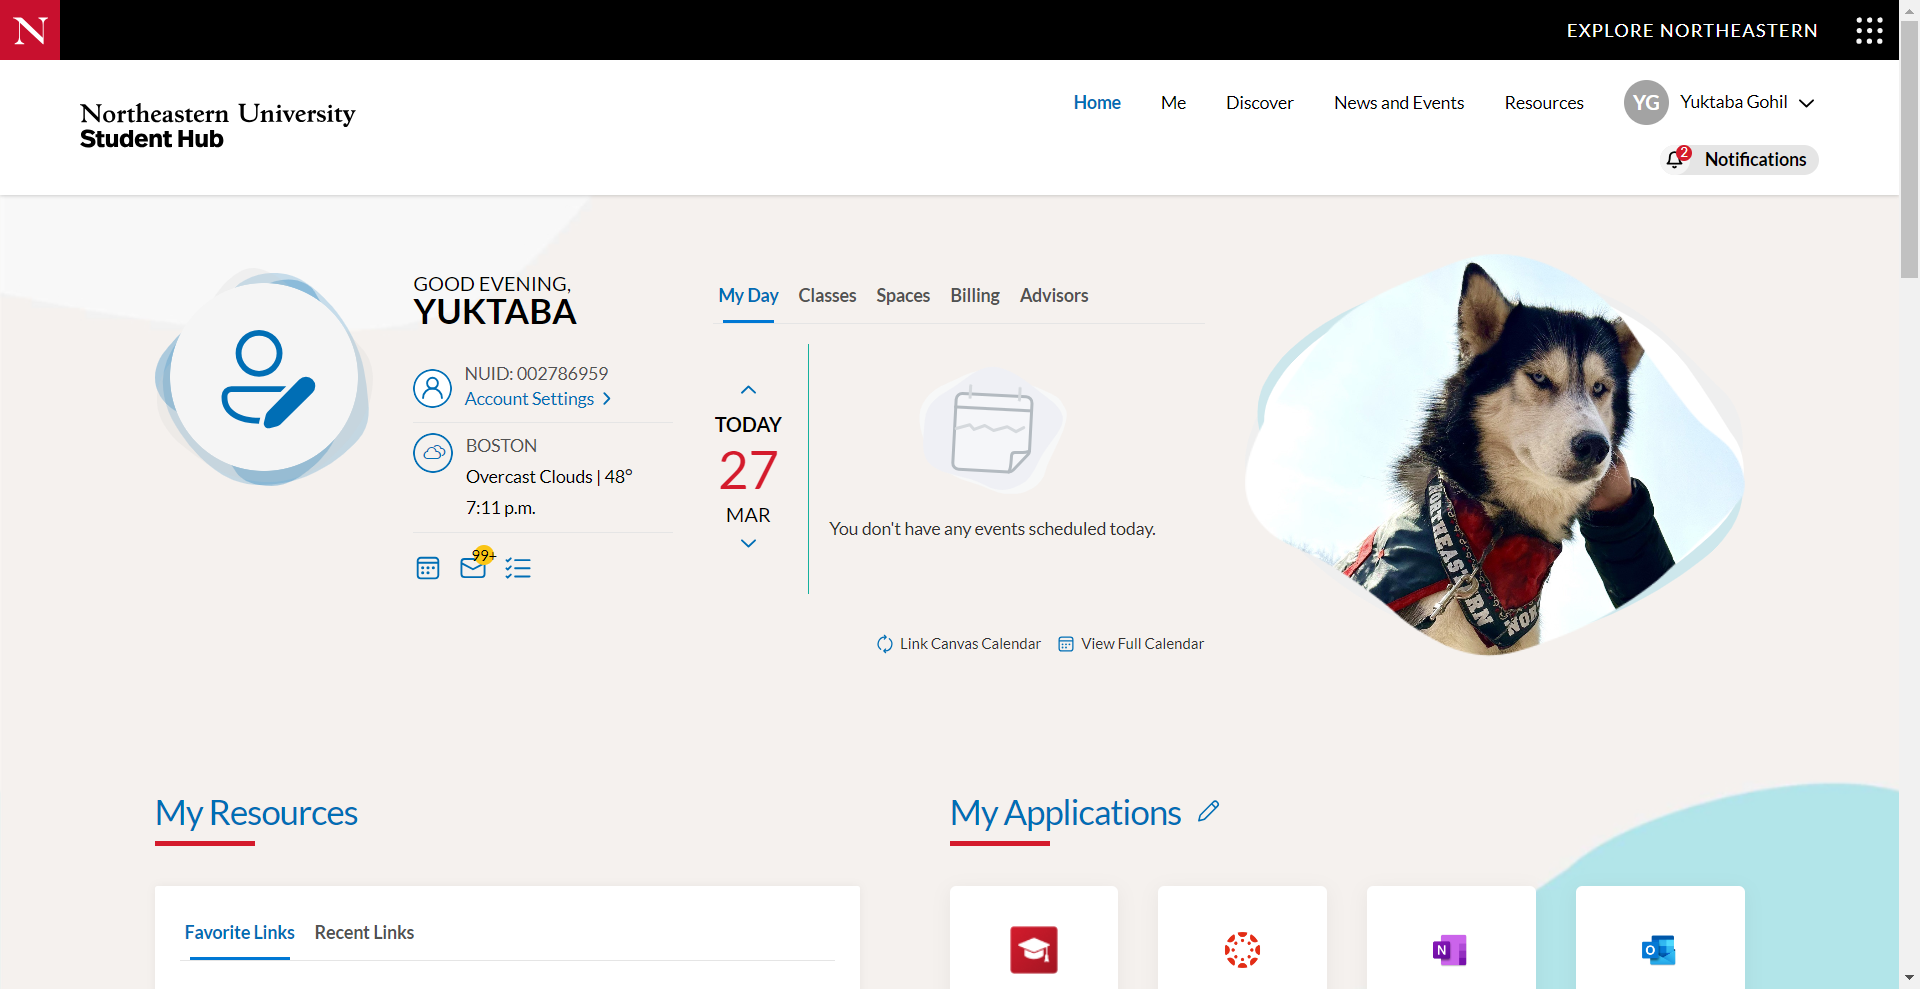 N
EXPLORE NORTHEASTERN
Northeastern University
Student Hub
Home
Me
Discover
News and Events
Resources
YG
Yuktaba Gohil
2
Notifications
GOOD EVENING,
YUKTABA
NUID: 002786959
Account Settings
BOSTON
Overcast Clouds | 48°
7:11 p.m.
99+
My Day
Classes
Spaces
Billing
Advisors
TODAY
27
MAR
You don't have any events scheduled today.
Link Canvas Calendar
View Full Calendar
NORTHEASTERN
NOR
My Resources
My Applications
Favorite Links
Recent Links
N
O